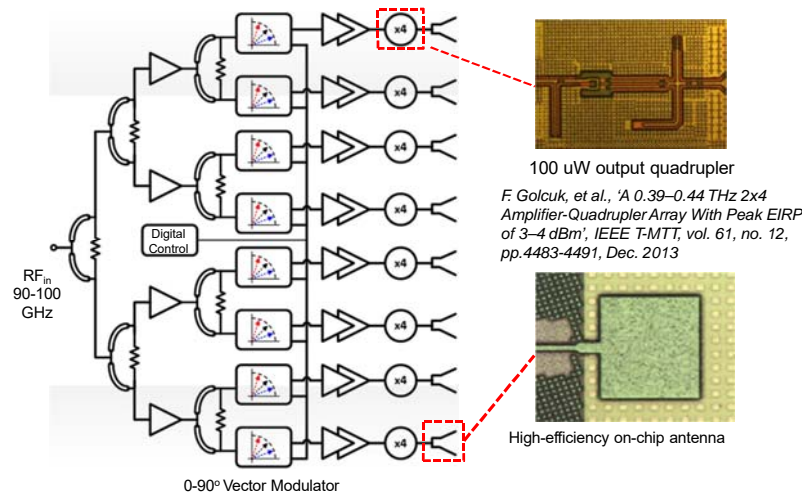 x4
x4
x4
x4
x4
x4
x4
x4
Digital
Control
RFin
90-100
GHz
0-90º Vector Modulator
100 uW output quadrupler
F. Golcuk, et al., ‘A 0.39–0.44 THz 2x4
Amplifier-Quadrupler Array With Peak EIRP
of 3–4 dBm’, IEEE T-MTT, vol. 61, no. 12,
pp.4483-4491, Dec. 2013
High-efficiency on-chip antenna